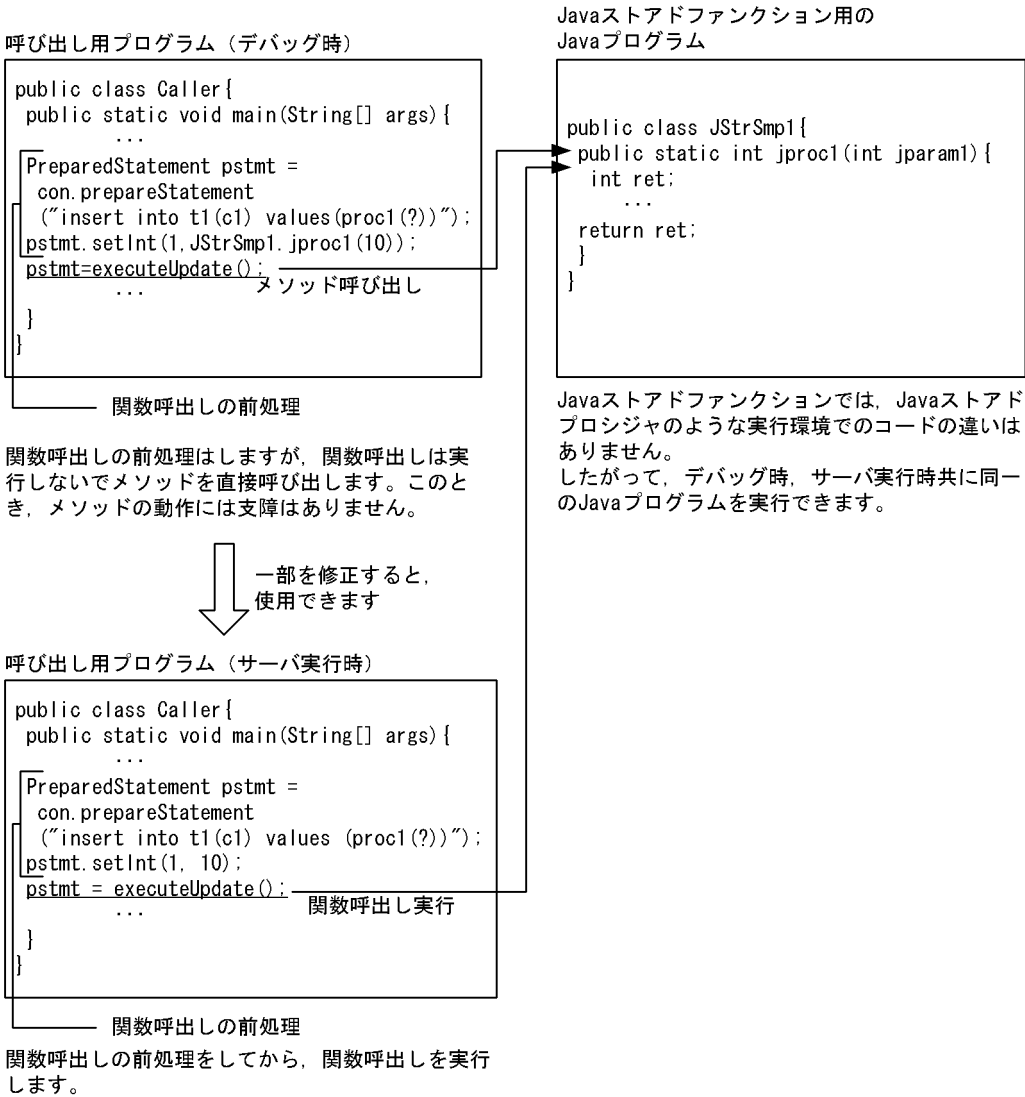 呼び出し用プログラム（デバッグ時）
public class Caller{
public static void main(String[] args){
...
PreparedStatement pstmt =
con.prepareStatement
("insert into t1(c1) values(proc1(?))");
pstmt.setInt(1,JStrSmp1.jproc1(10));
pstmt=executeUpdate();
メソッド呼び出し
...
}
}
関数呼出しの前処理
関数呼出しの前処理はしますが，関数呼出しは実
行しないでメソッドを直接呼び出します。このと
き，メソッドの動作には支障はありません。
Javaストアドファンクション用の
Javaプログラム
public class JStrSmp1{
public static int jproc1(int jparam1){
int ret;
...
return ret;
}
}
Javaストアドファンクションでは，Javaストアド
プロシジャのような実行環境でのコードの違いは
ありません。
したがって，デバッグ時，サーバ実行時共に同一
のJavaプログラムを実行できます。
一部を修正すると，
使用できます
呼び出し用プログラム（サーバ実行時）
public class Caller{
public static void main(String[] args){
...
PreparedStatement pstmt =
con.prepareStatement
("insert into t1(c1) values (proc1(?))");
pstmt.setInt(1, 10);
pstmt = executeUpdate();
関数呼出し実行
...
}
}
関数呼出しの前処理
関数呼出しの前処理をしてから，関数呼出しを実行
します。